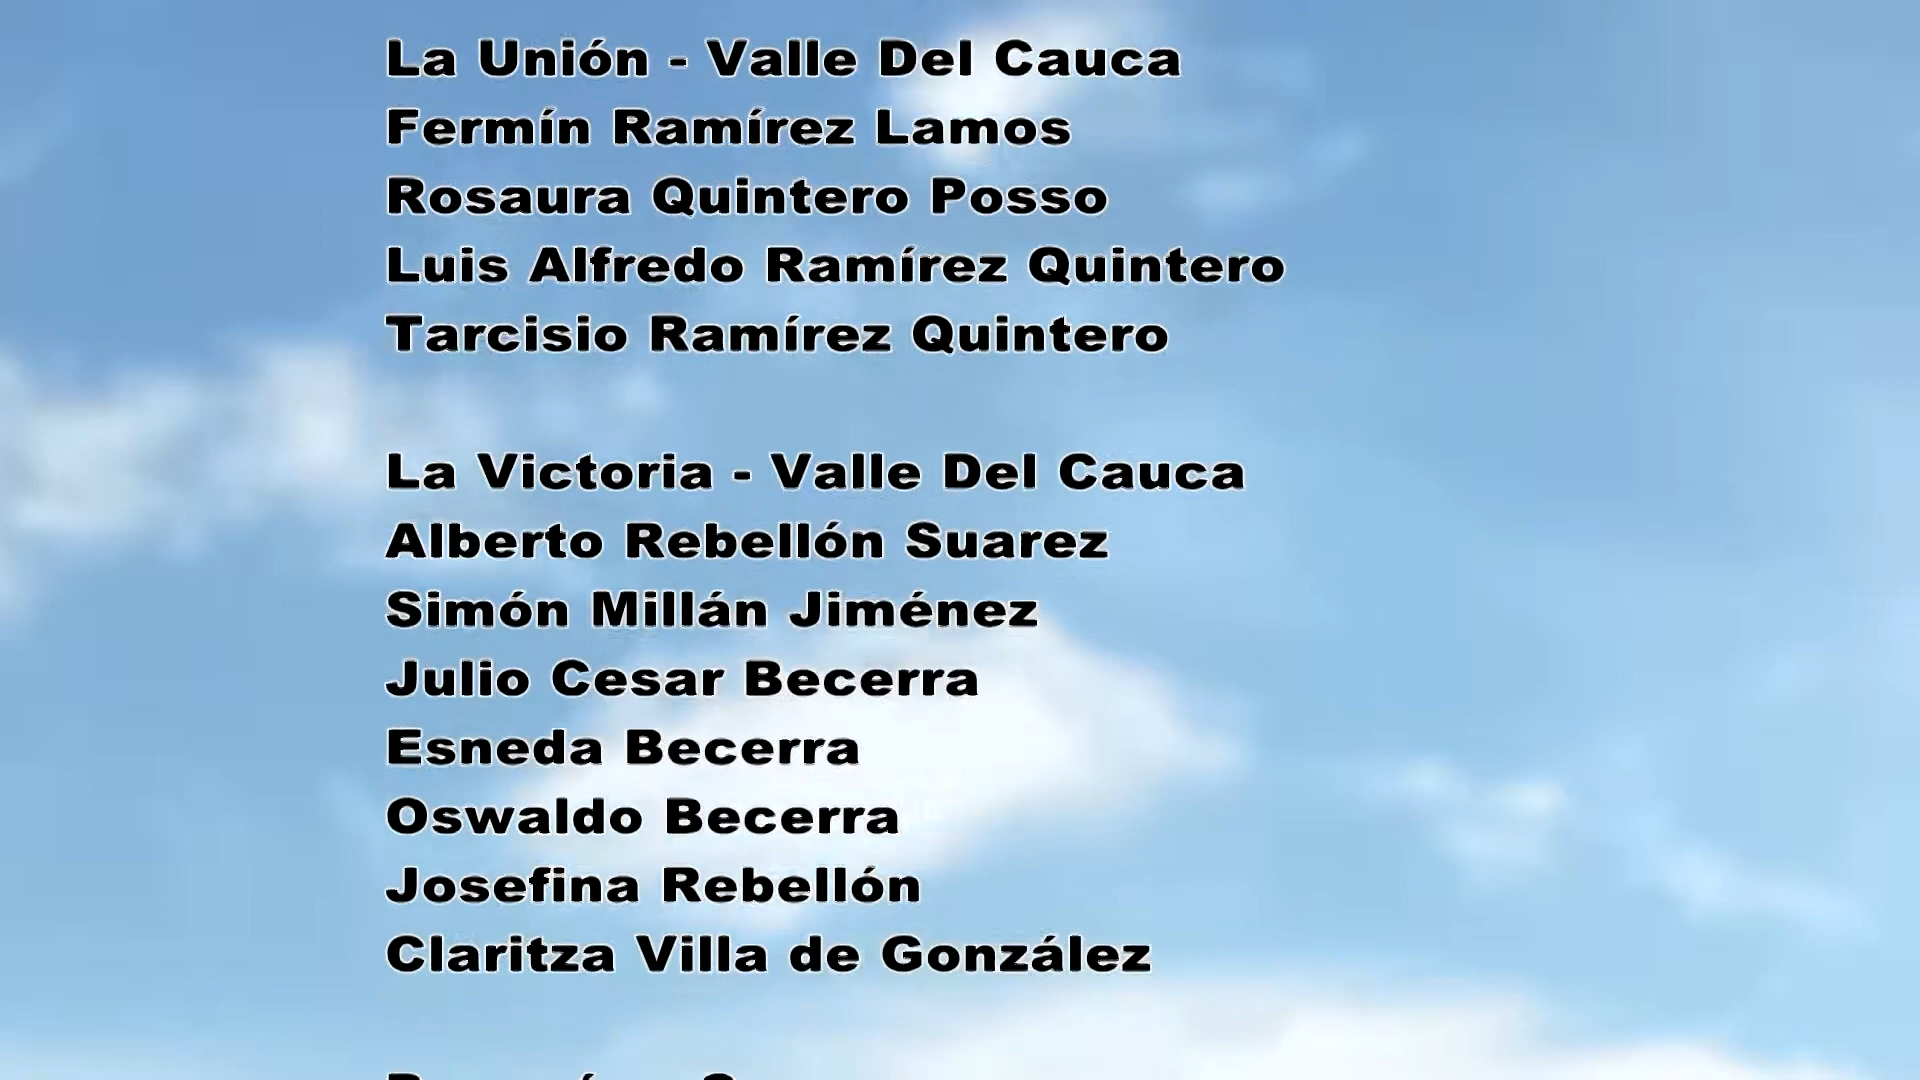 La Unión - Valle Del Cauca
Fermín Ramírez Lamos
Rosaura Quintero Posso
Luis Alfredo Ramírez Quintero
Tarcisio Ramírez Quintero
La Victoria - Valle Del Cauca
Alberto Rebellón Suarez
Simón Millán Jiménez
Julio Cesar Becerra
Esneda Becerra
Oswaldo Becerra
Josefina Rebellón
Claritza Villa de González